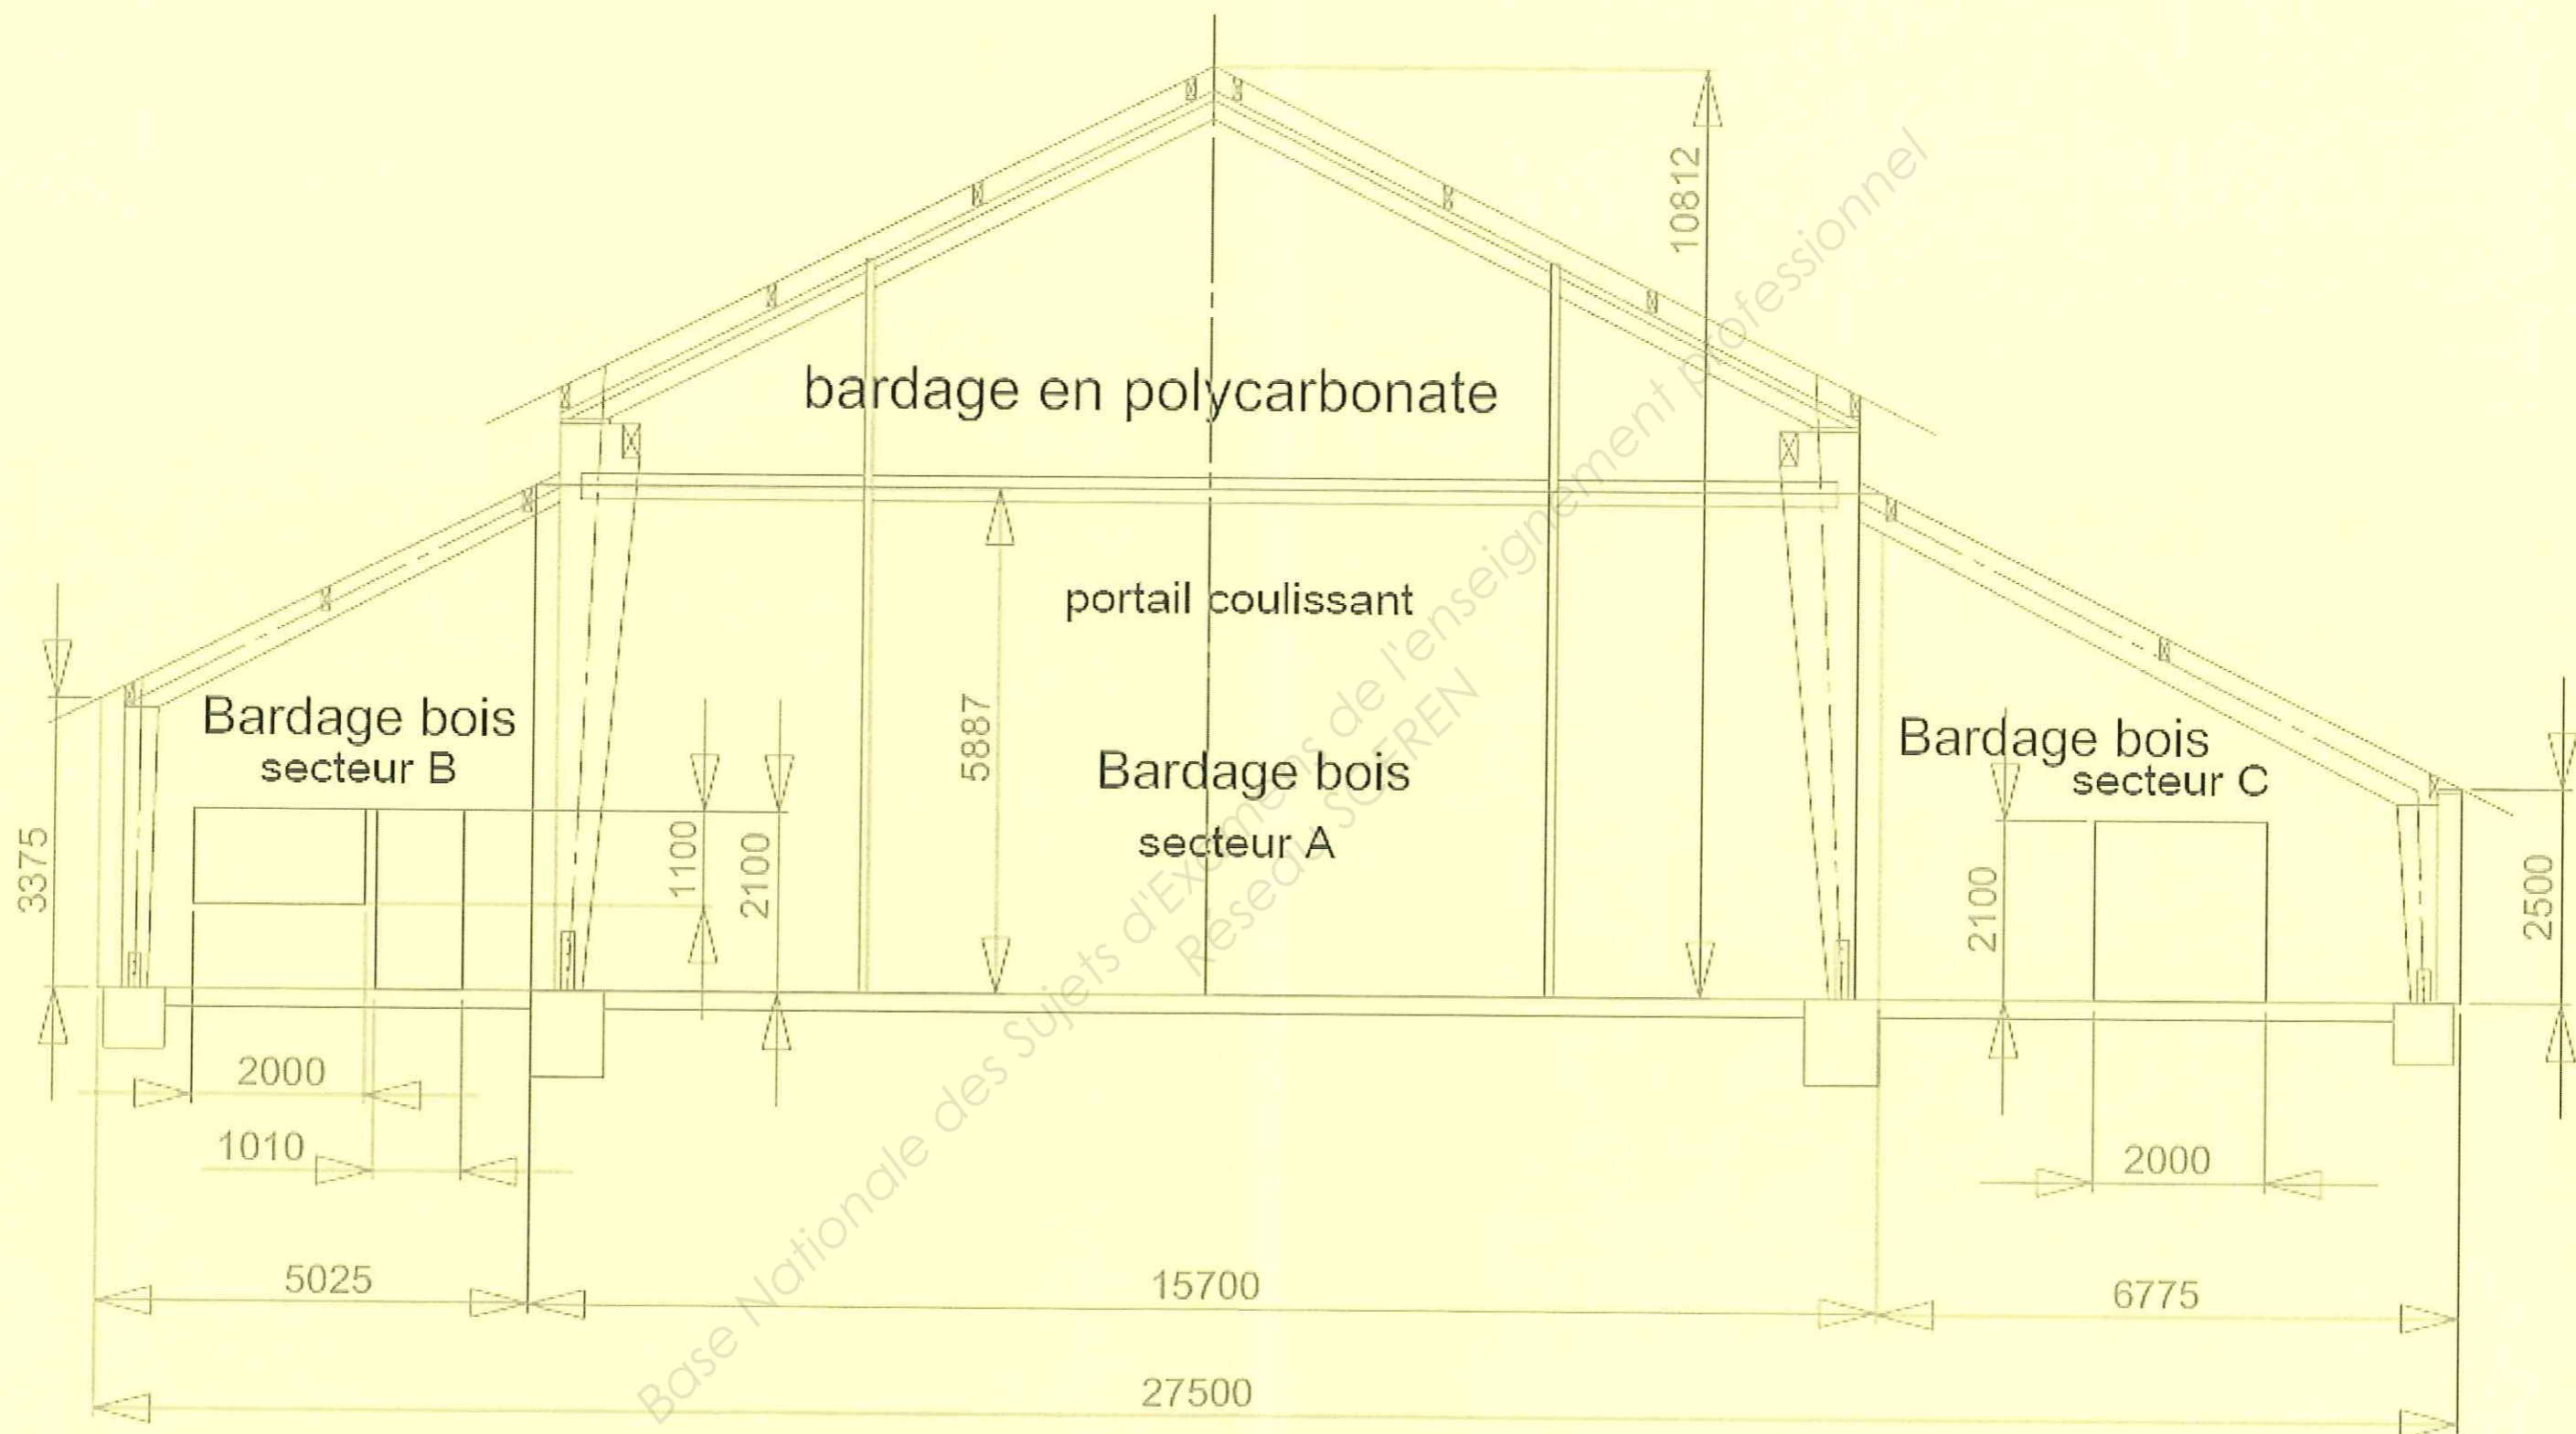 10812
bardage en polycarbonate
portail coulissant
5887
Bardage bois
secteur B
Bardage bois
secteur A
Bardage bois
secteur C
3375
1100
2100
2100
2500
2000
1010
2000
5025
15700
6775
27500
Base Nationale des Sujets d'Examens de l'enseignement professionnel
Réseau SCEREN